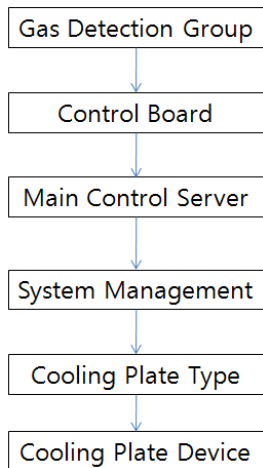 Gas Detection Group
Control Board
Main Control Server
System Management
Cooling Plate Type
Cooling Plate Device